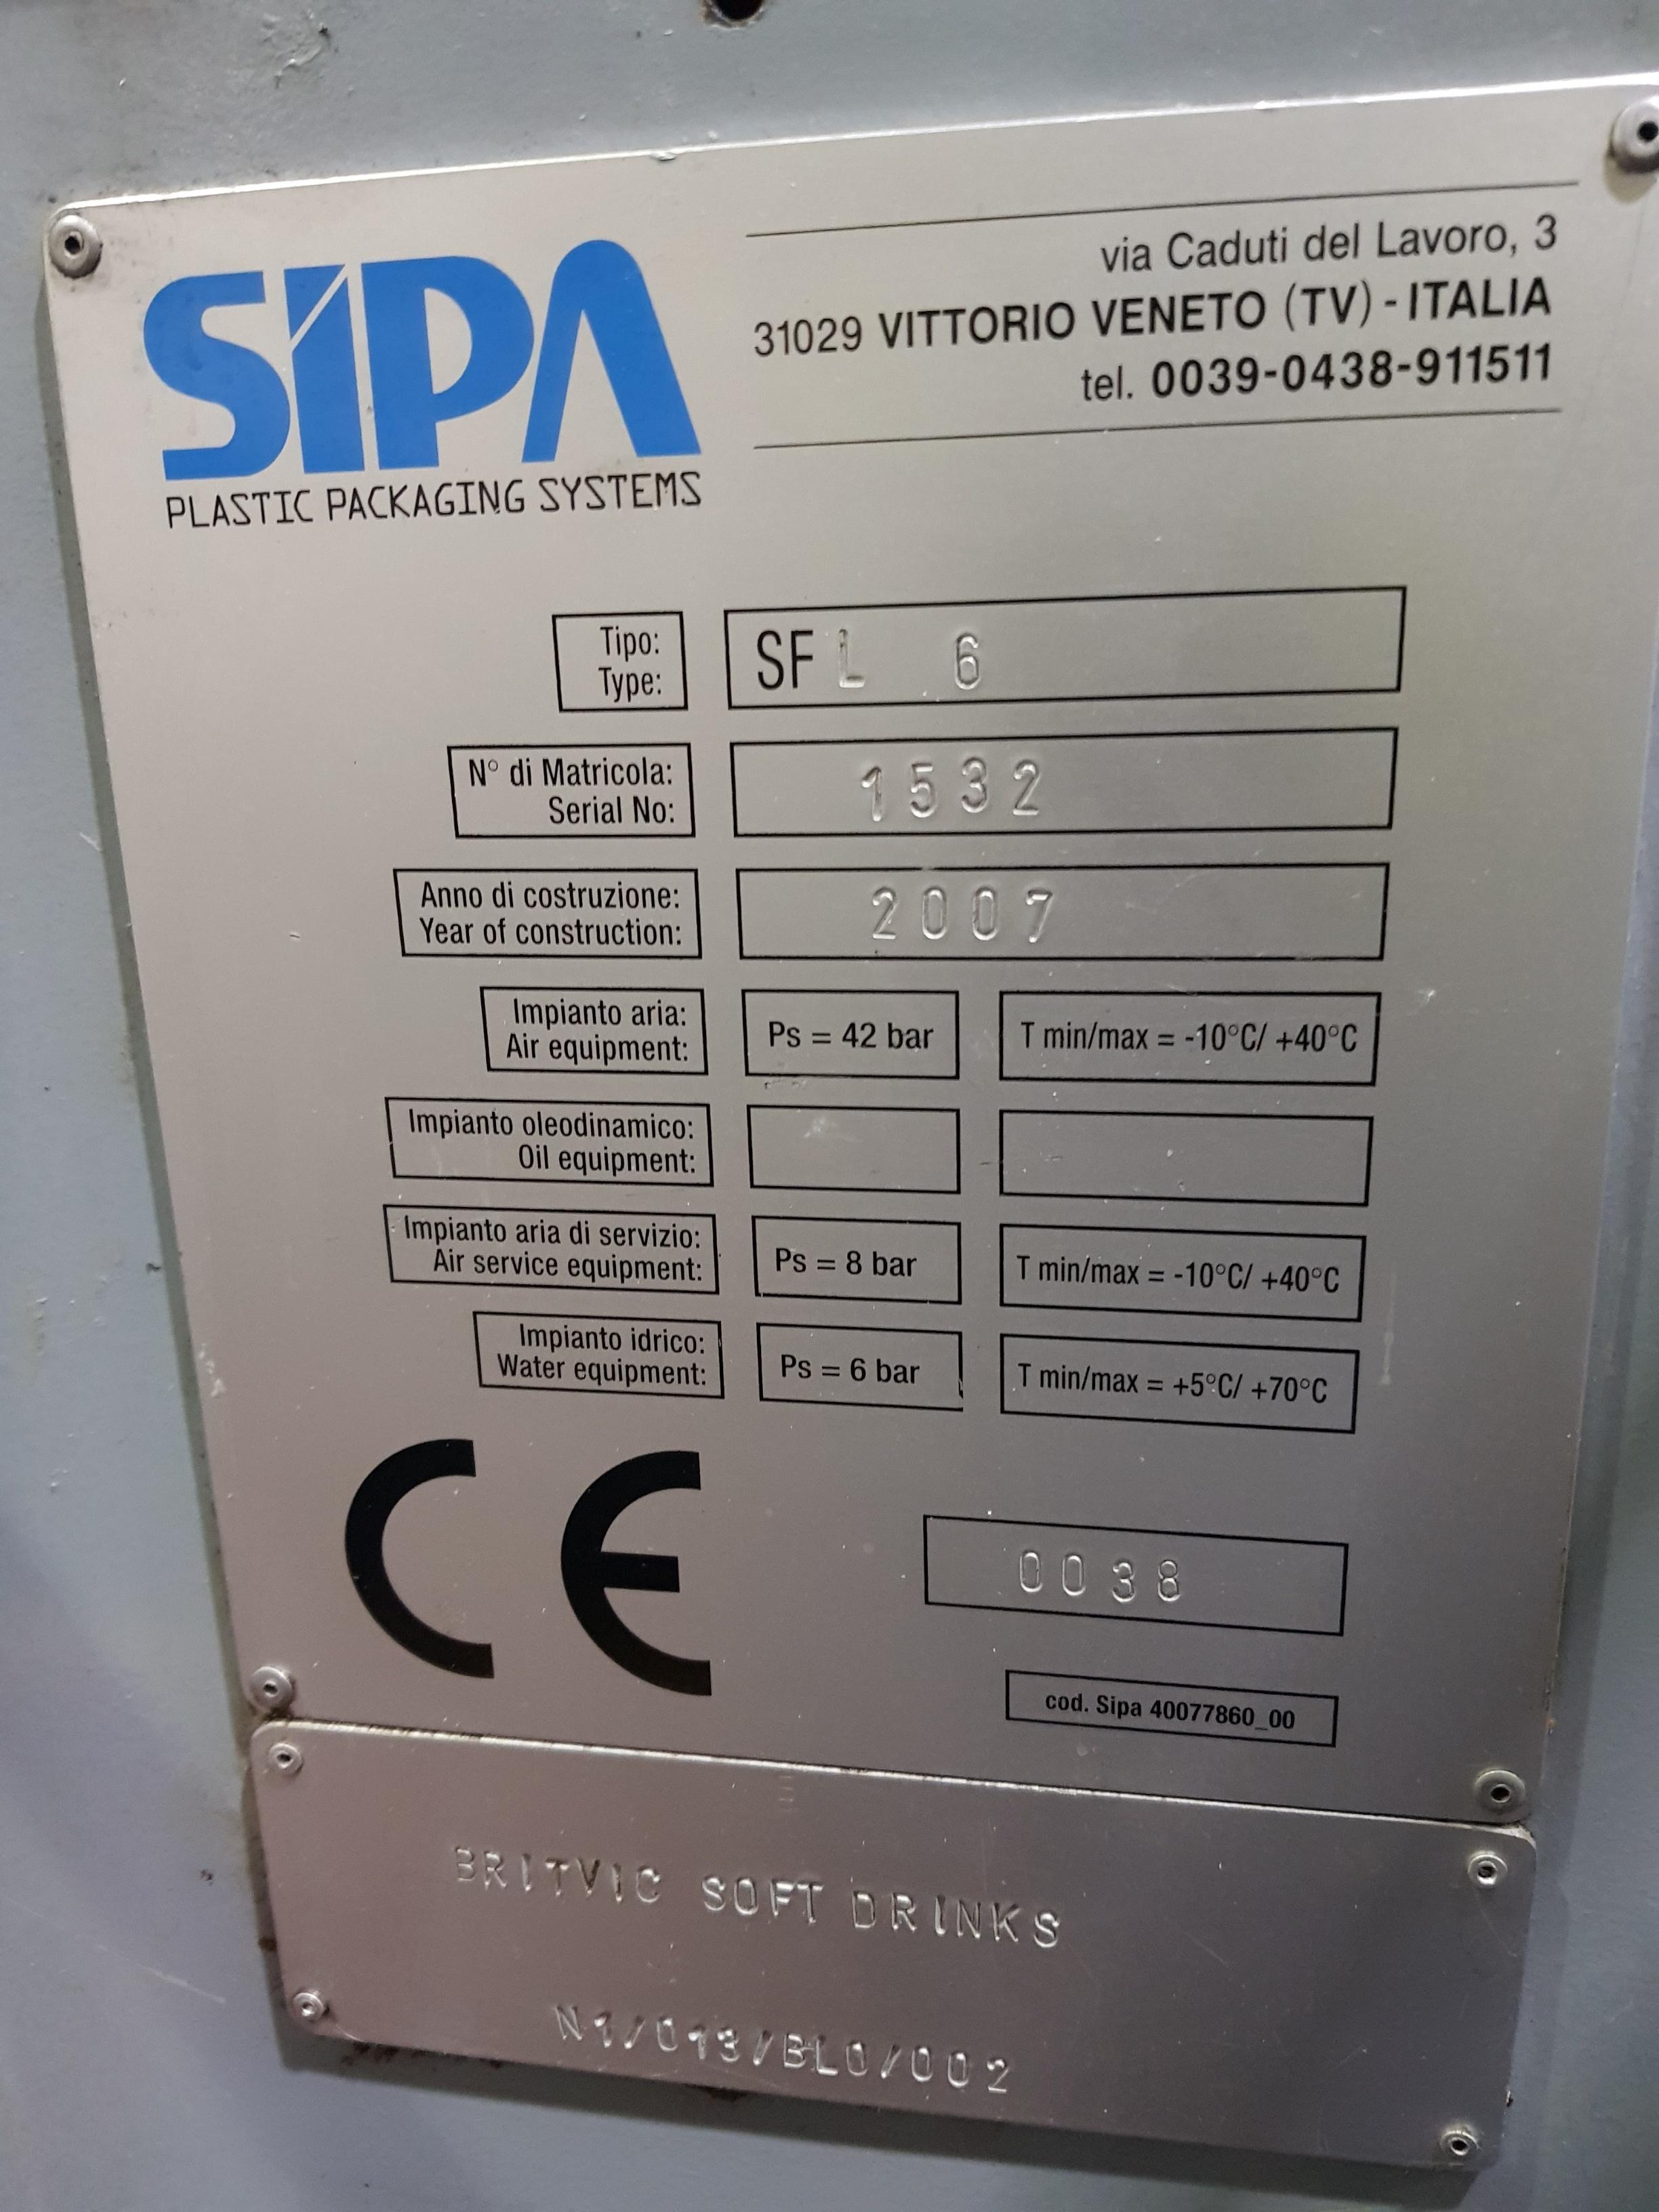 SIPA
PLASTIC PACKAGING SYSTEMS
via Caduti del Lavoro, 3
31029 VITTORIO VENETO (TV) - ITALIA
tel. 0039-0438-911511
Tipo:
Type:
SF L 6
N° di Matricola:
Serial No:
1532
Anno di costruzione:
Year of construction:
2007
Impianto aria:
Air equipment:
Ps = 42 bar
T min/max = -10°C/ +40°C
Impianto oleodinamico:
Oil equipment:
Impianto aria di servizio:
Air service equipment:
Ps = 8 bar
T min/max = -10°C/ +40°C
Impianto idrico:
Water equipment:
Ps = 6 bar
T min/max = +5°C/ +70°C
CE
0038
cod. Sipa 40077860_00
BRITVIC SOFT DRINKS
N1/013/BLO/002